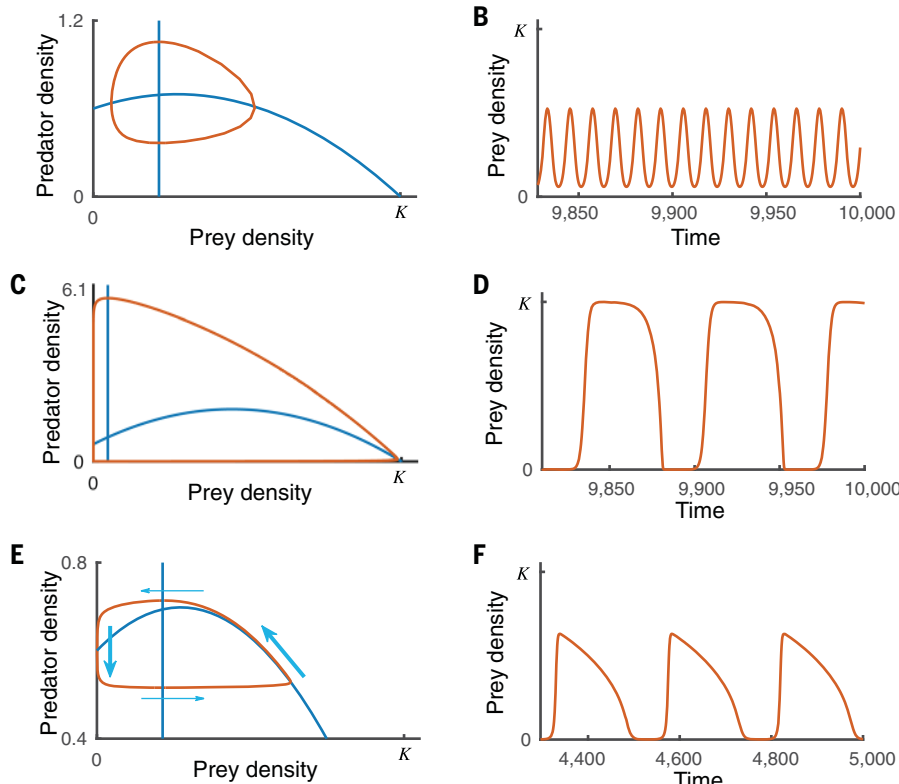 1.2
Predator density
0
0
K
Prey density
B
K
Prey density
0
9,850
9,900
9,950
10,000
Time
C
6.1
Predator density
0
0
K
Prey density
D
K
Prey density
0
9,850
9,900
9,950
10,000
Time
E
0.8
Predator density
0.4
0
K
Prey density
F
K
Prey density
0
4,400
4,600
4,800
5,000
Time